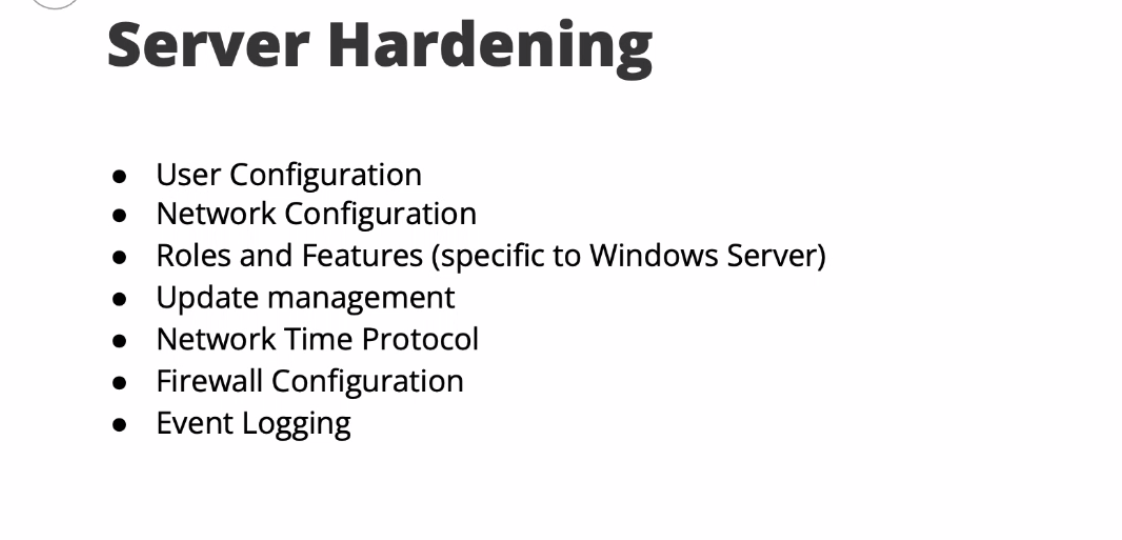 Server Hardening
● User Configuration
● Network Configuration
● Roles and Features (specific to Windows Server)
● Update management
● Network Time Protocol
● Firewall Configuration
● Event Logging